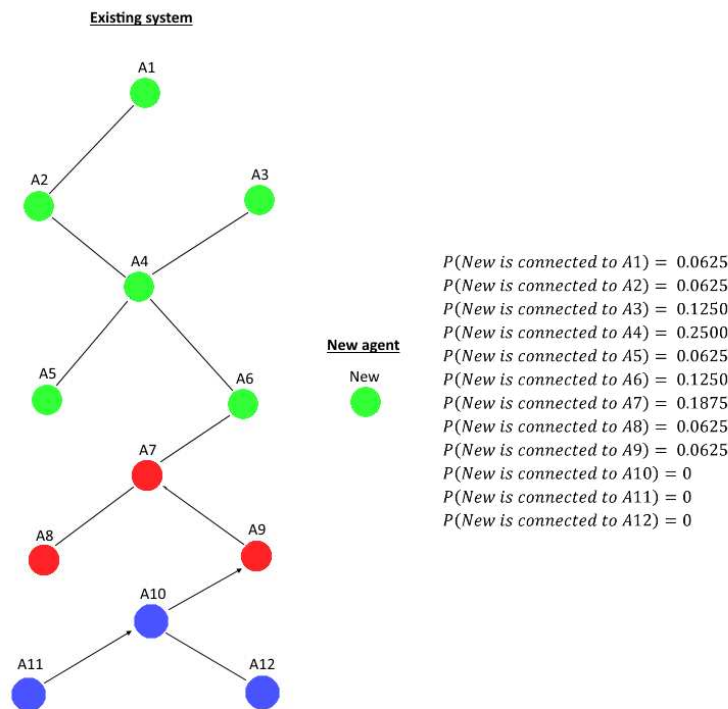 Existing system
A1
A2
A3
A4
A5
A6
A7
A8
A9
A10
A11
A12
New agent
New
P(New is connected to A1) = 0.0625
P(New is connected to A2) = 0.0625
P(New is connected to A3) = 0.1250
P(New is connected to A4) = 0.2500
P(New is connected to A5) = 0.0625
P(New is connected to A6) = 0.1250
P(New is connected to A7) = 0.1875
P(New is connected to A8) = 0.0625
P(New is connected to A9) = 0.0625
P(New is connected to A10) = 0
P(New is connected to A11) = 0
P(New is connected to A12) = 0